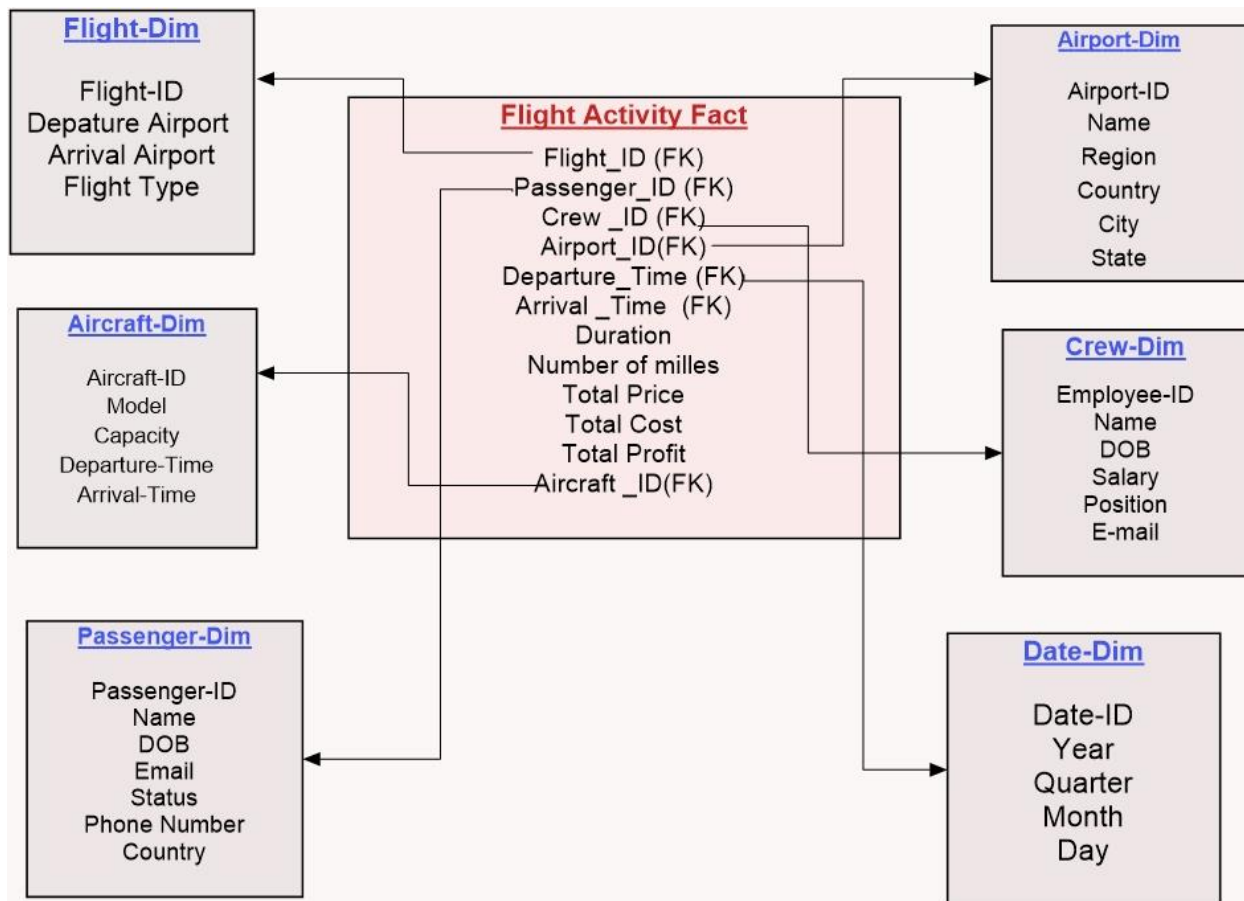 Flight-Dim
Flight-ID
Depature Airport
Arrival Airport
Flight Type
Aircraft-Dim
Aircraft-ID
Model
Capacity
Departure-Time
Arrival-Time
Passenger-Dim
Passenger-ID
Name
DOB
Email
Status
Phone Number
Country
Flight Activity Fact
Flight_ID (FK)
Passenger_ID (FK)
Crew _ID (FK)
Airport_ID(FK)
Departure_Time (FK)
Arrival _Time (FK)
Duration
Number of milles
Total Price
Total Cost
Total Profit
Aircraft _ID(FK)
Airport-Dim
Airport-ID
Name
Region
Country
City
State
Crew-Dim
Employee-ID
Name
DOB
Salary
Position
E-mail
Date-Dim
Date-ID
Year
Quarter
Month
Day